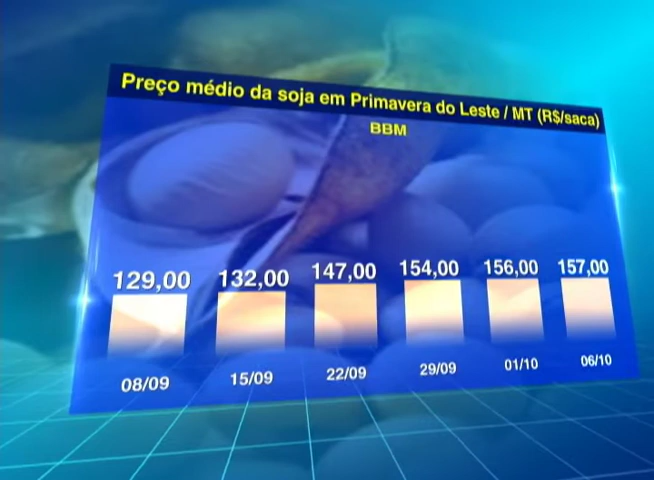 Preço médio da soja em Primavera do Leste / MT (R$/saca)
BBM
129,00 132,00 147,00 154,00 156,00 157,00
08/09 15/09 22/09 29/09 01/10 06/10